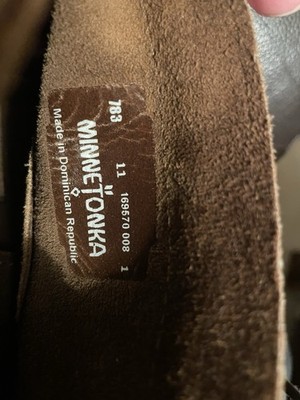 783
11 169570 008 1
MINNETONKA
Made in Dominican Republic